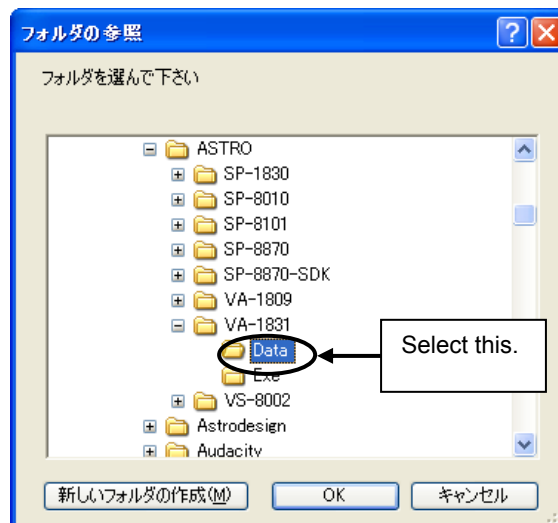 フォルダの参照
フォルダを選んで下さい
ASTRO
SP-1830
SP-8010
SP-8101
SP-8870
SP-8870-SDK
VA-1809
VA-1831
Data
Select this.
Exe
VS-8002
Astrodesign
Audacity
新しいフォルダの作成(M) OK キャンセル